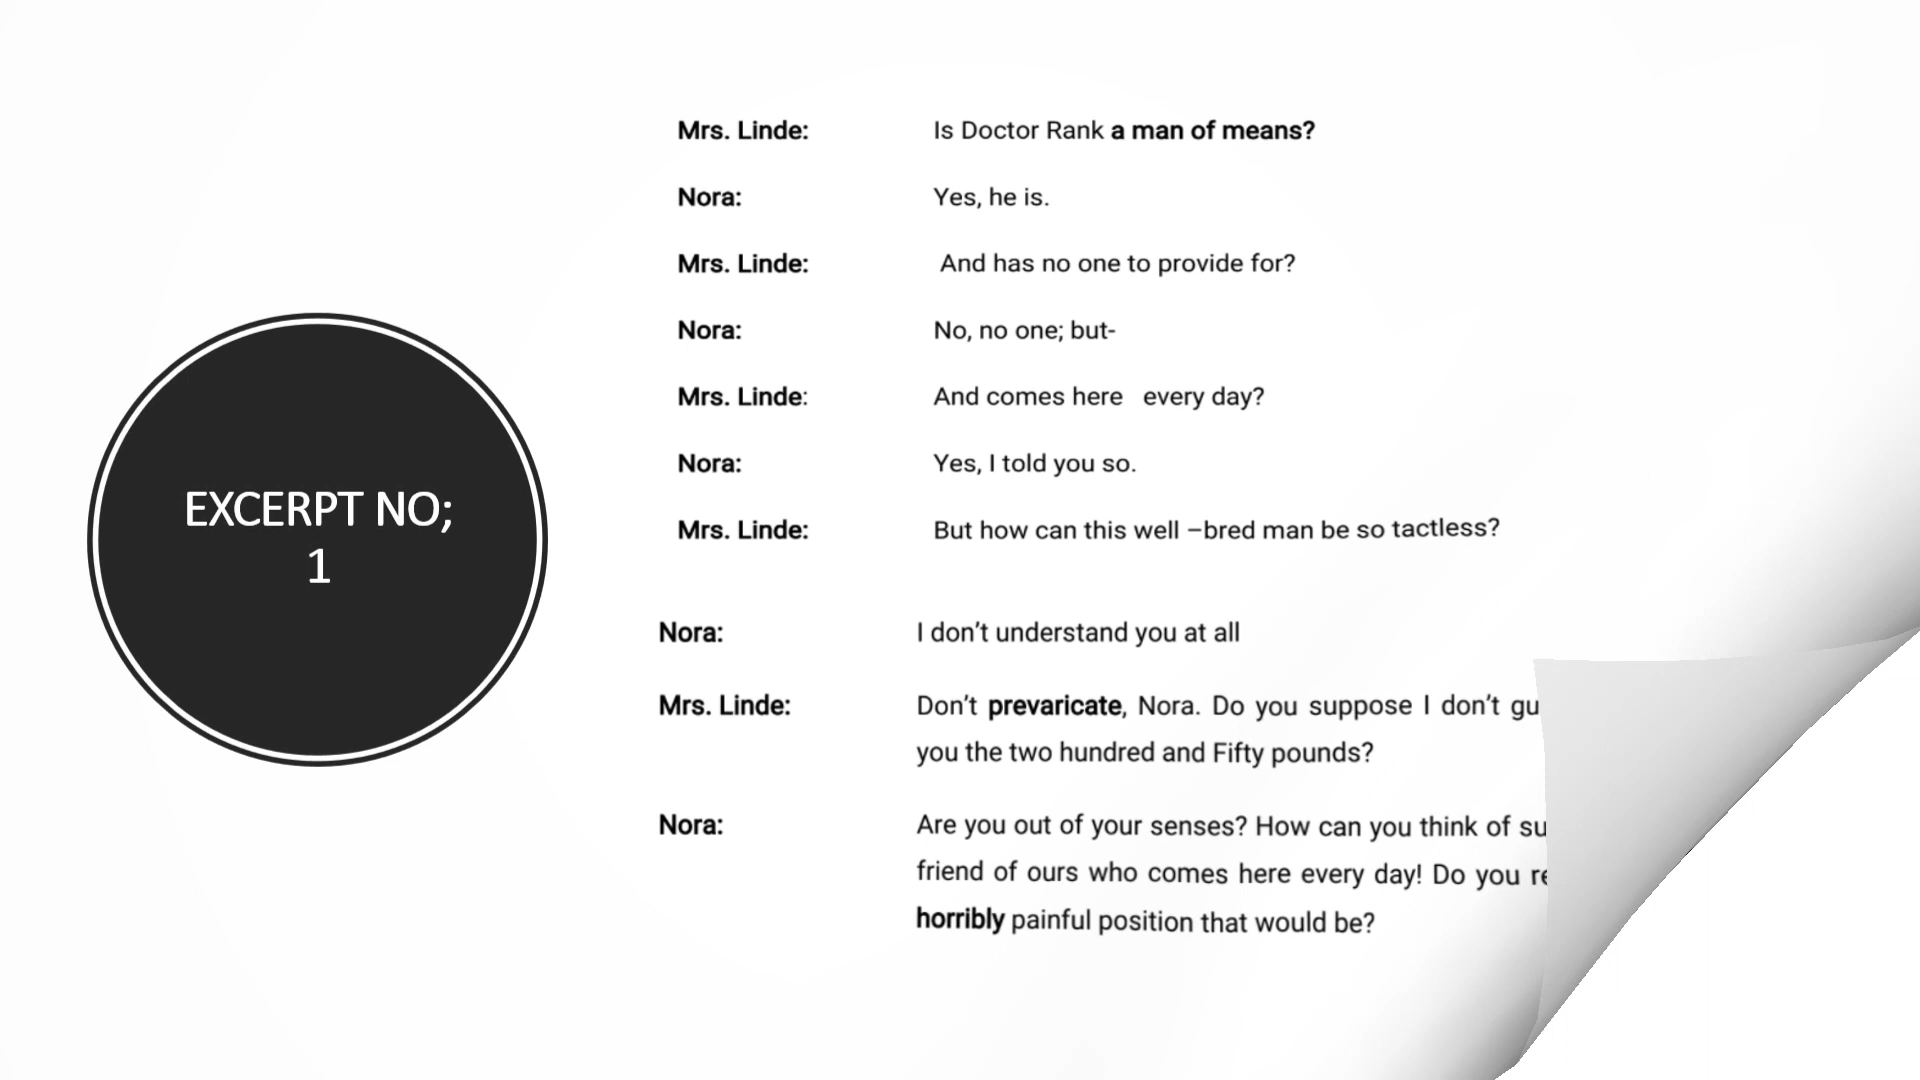 EXCERPT NO;
1
Mrs. Linde: Is Doctor Rank a man of means?
Nora: Yes, he is.
Mrs. Linde: And has no one to provide for?
Nora: No, no one; but-
Mrs. Linde: And comes here every day?
Nora: Yes, I told you so.
Mrs. Linde: But how can this well –bred man be so tactless?
Nora: I don’t understand you at all
Mrs. Linde: Don’t prevaricate, Nora. Do you suppose I don’t
you the two hundred and Fifty pounds?
Nora: Are you out of your senses? How can you think of
friend of ours who comes here every day! Do you
horribly painful position that would be?